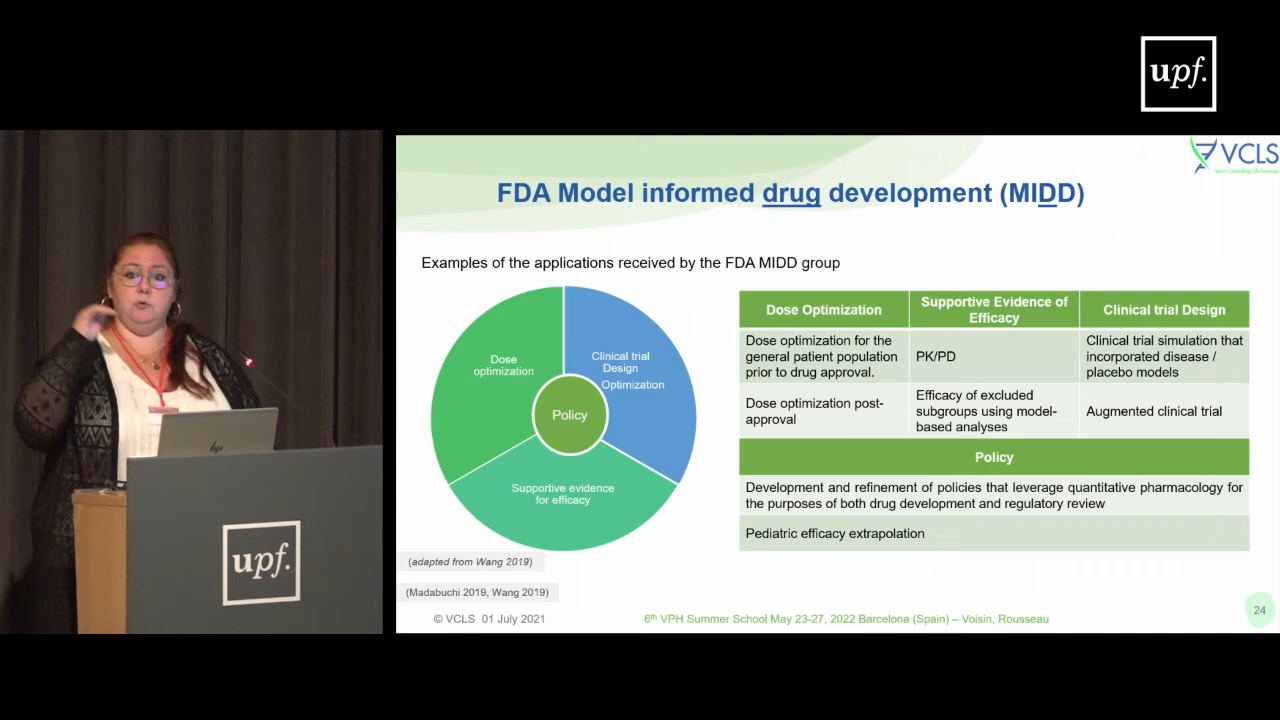 upf.
VCLS
FDA Model informed drug development (MIDD)
Examples of the applications received by the FDA MIDD group
Dose
optimization
Clinical trial
Design
Optimization
Policy
Supportive evidence
for efficacy
Dose Optimization
Supportive Evidence of
Efficacy
Clinical trial Design
Dose optimization for the
general patient population
prior to drug approval.
PK/PD
Clinical trial simulation that
incorporated disease /
placebo models
Dose optimization post-
approval
Efficacy of excluded
subgroups using model-
based analyses
Augmented clinical trial
Policy
Development and refinement of policies that leverage quantitative pharmacology for
the purposes of both drug development and regulatory review
Pediatric efficacy extrapolation
(adapted from Wang 2019)
(Madabuchi 2019, Wang 2019)
© VCLS 01 July 2021
6th VPH Summer School May 23-27, 2022 Barcelona (Spain) – Voisin, Rousseau
24
hp
upf.